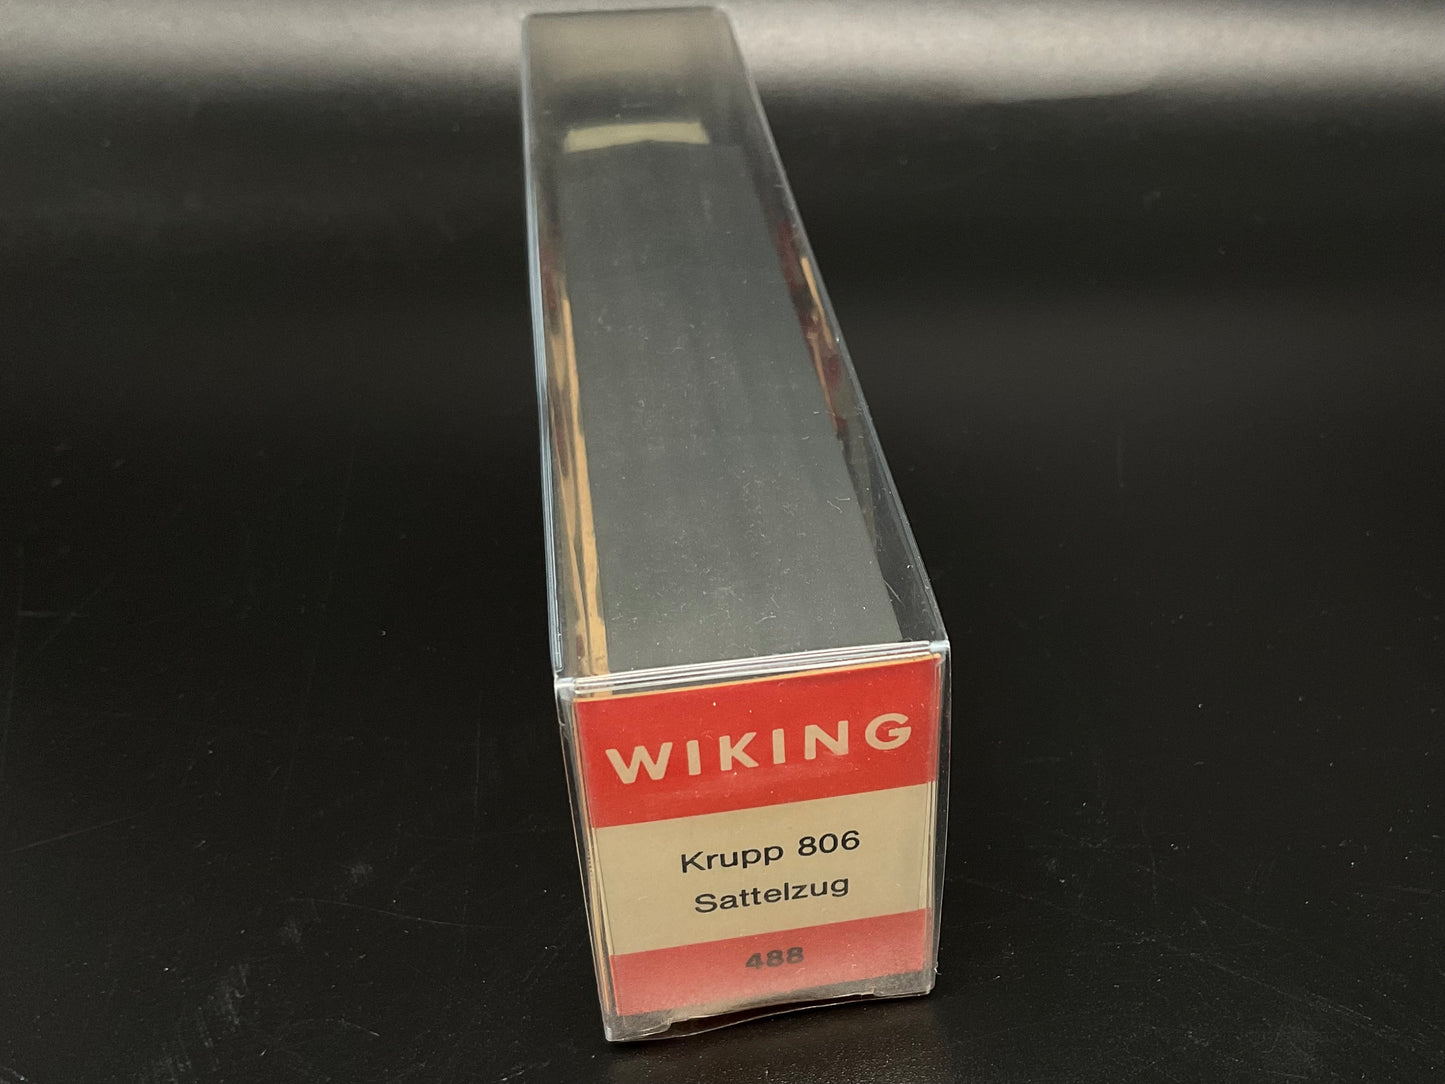 WIKING
Krupp 806
Sattelzug
488